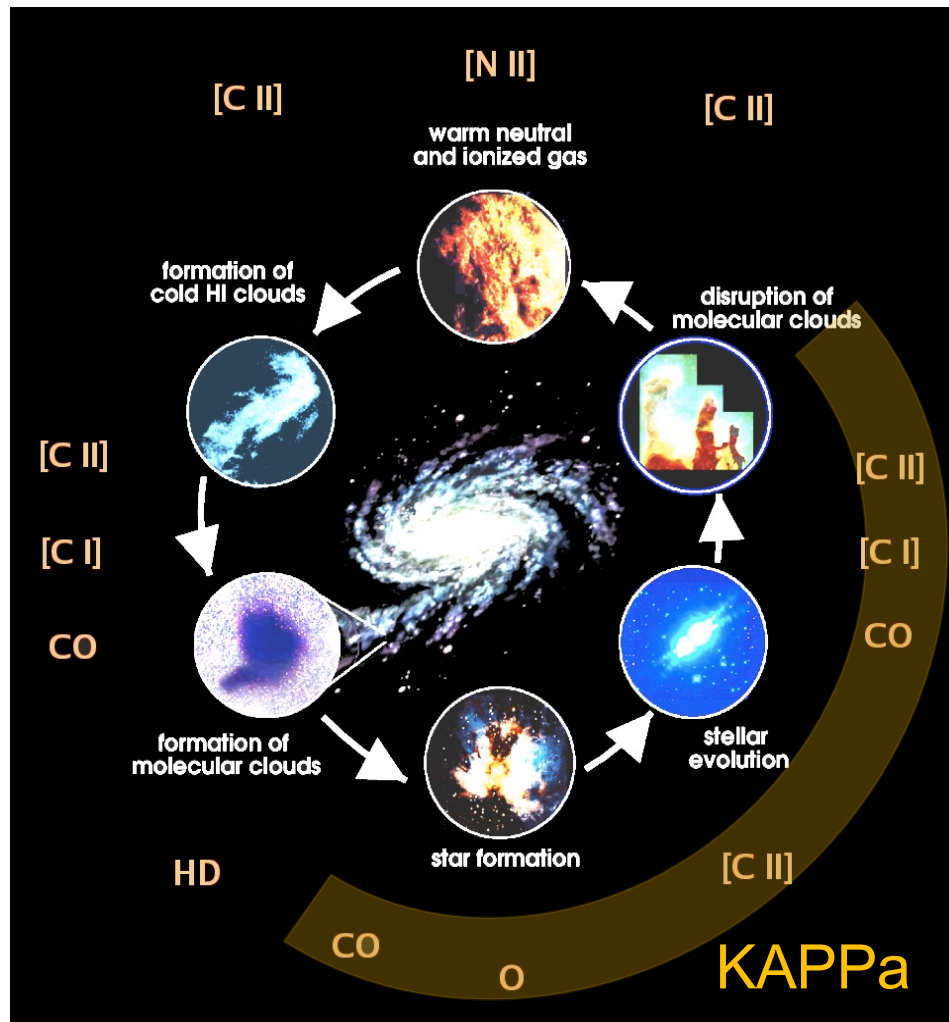 [N II]
[C II]
[C II]
warm neutral
and ionized gas
formation of
cold HI clouds
disruption of
molecular clouds
[C II]
[C II]
[C I]
[C I]
CO
CO
formation of
molecular clouds
stellar
evolution
star formation
HD
[C II]
CO
O
KAPPa